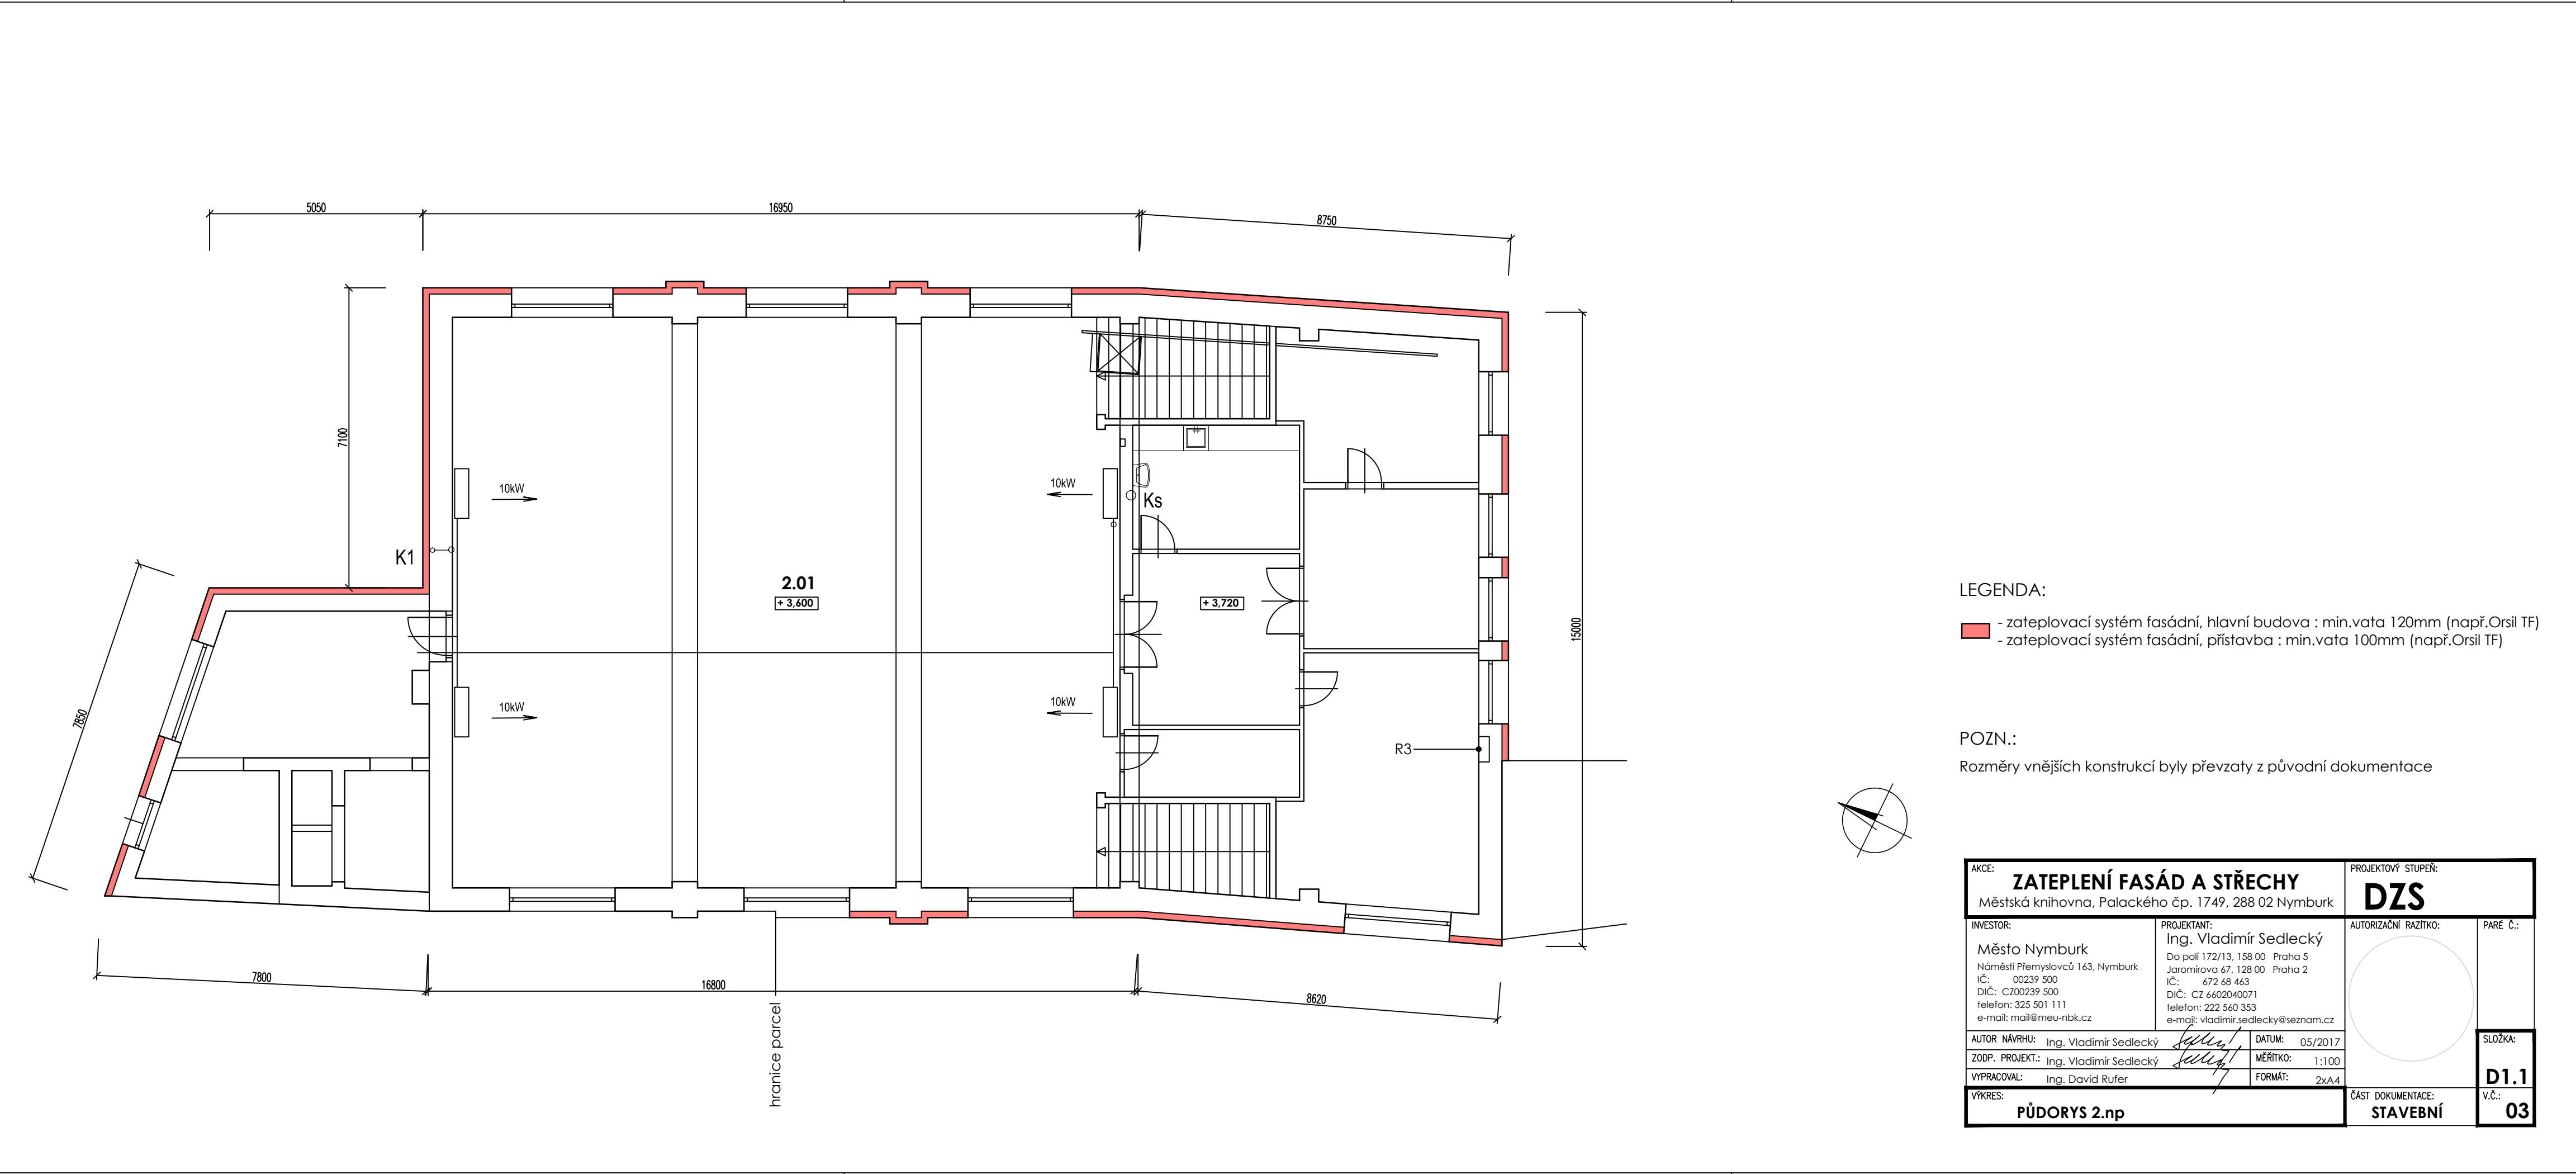 5050
16950
8750
7100
10kW
10kW
Ks
K1
2.01
+ 3,600
+ 3,720
15000
7850
10kW
10kW
R3
7800
16800
8620
hranice parcel
LEGENDA:
- zateplovací systém fasádní, hlavní budova : min.vata 120mm (např.Orsil TF)
- zateplovací systém fasádní, přístavba : min.vata 100mm (např.Orsil TF)
POZN.:
Rozměry vnějších konstrukcí byly převzaty z původní dokumentace
AKCE:
ZATEPLENÍ FASÁD A STŘECHY
Městská knihovna, Palackého čp. 1749, 288 02 Nymburk
PROJEKTOVÝ STUPEŇ:
DZS
INVESTOR:
Město Nymburk
Náměstí Přemyslovců 163, Nymburk
IČ: 00239 500
DIČ: CZ00239 500
telefon: 325 501 111
e-mail: mail@meu-nbk.cz
PROJEKTANT:
Ing. Vladimír Sedlecký
Do polí 172/13, 158 00 Praha 5
Jaromírova 67, 128 00 Praha 2
IČ: 672 68 463
DIČ: CZ 6602040071
telefon: 222 560 353
e-mail: vladimir.sedlecky@seznam.cz
AUTORIZAČNÍ RAZÍTKO:
PARÉ Č.:
AUTOR NÁVRHU: Ing. Vladimír Sedlecký
DATUM: 05/2017
ZODP. PROJEKT.: Ing. Vladimír Sedlecký
MĚŘÍTKO: 1:100
VYPRACOVAL: Ing. David Rufer
FORMÁT: 2xA4
SLOŽKA:
D1.1
VÝKRES:
PŮDORYS 2.np
ČÁST DOKUMENTACE:
STAVEBNÍ
V.Č.:
03